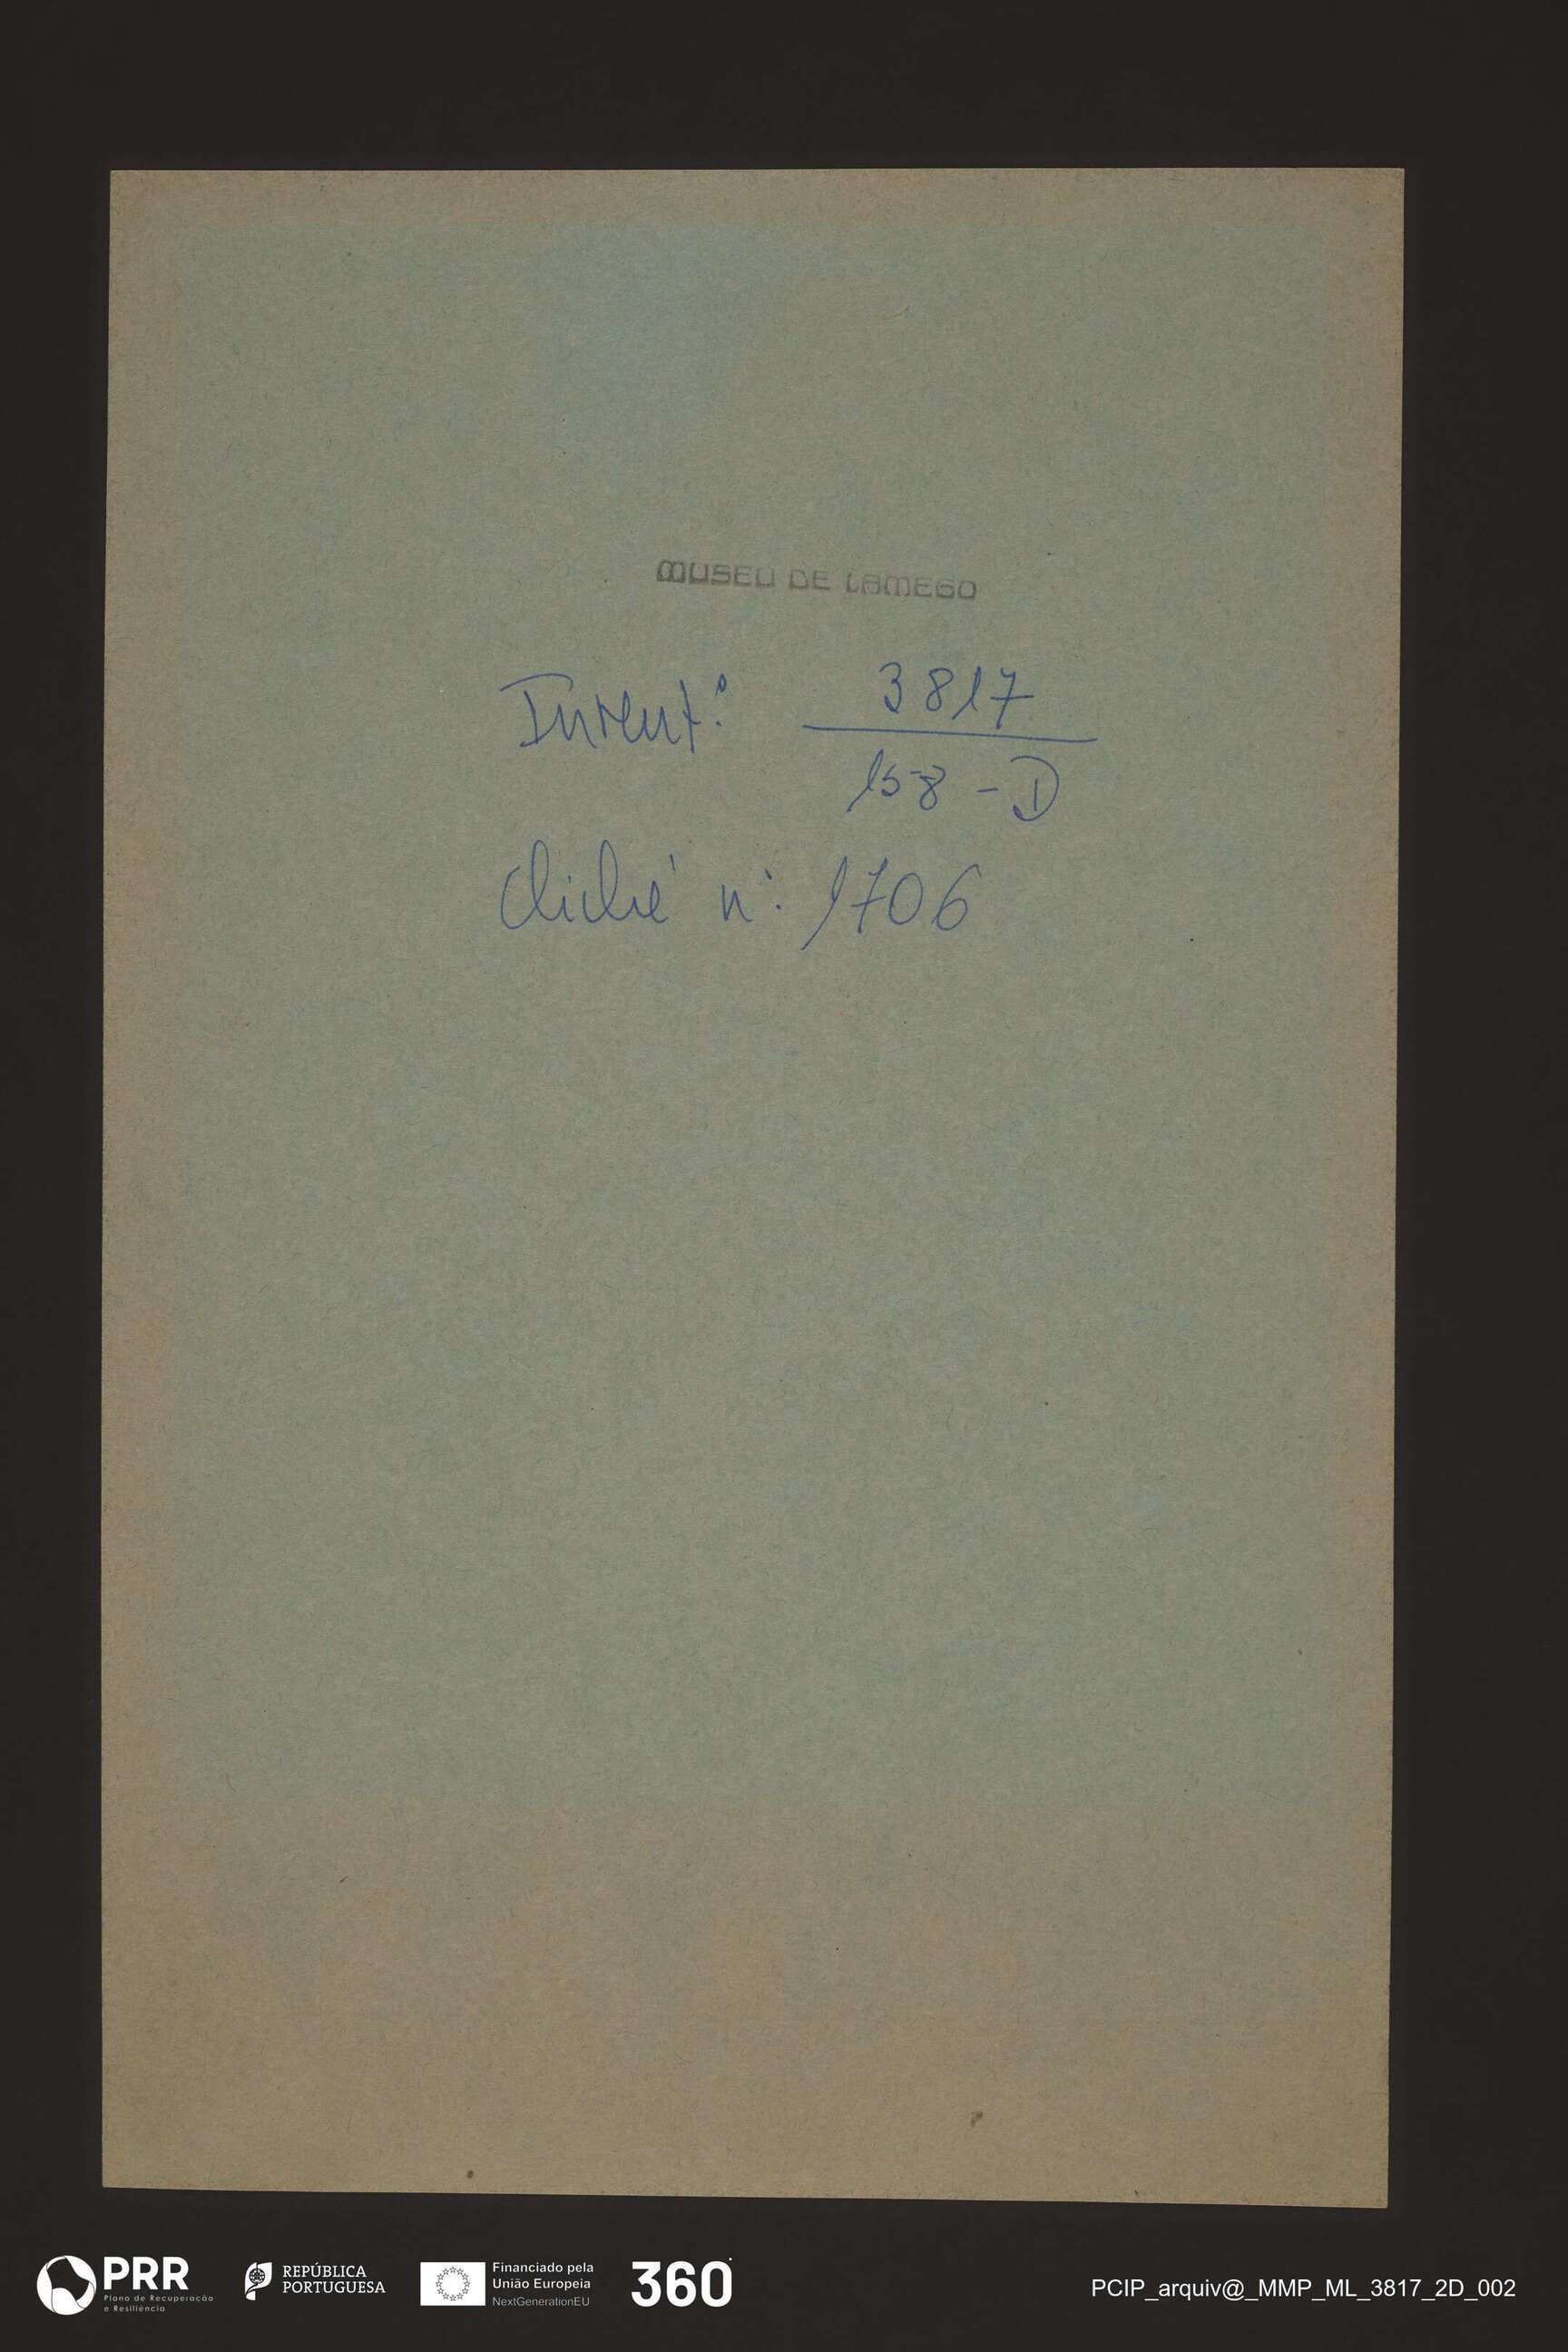 MUSEU DE LAMEGO
Invent.º 3817
158 - D
Cliché nº. 1706
PRR
Plano de Recuperação
e Resiliência
REPÚBLICA
PORTUGUESA
Financiado pela
União Europeia
NextGenerationEU
360
PCIP_arquiv@_MMP_ML_3817_2D_002